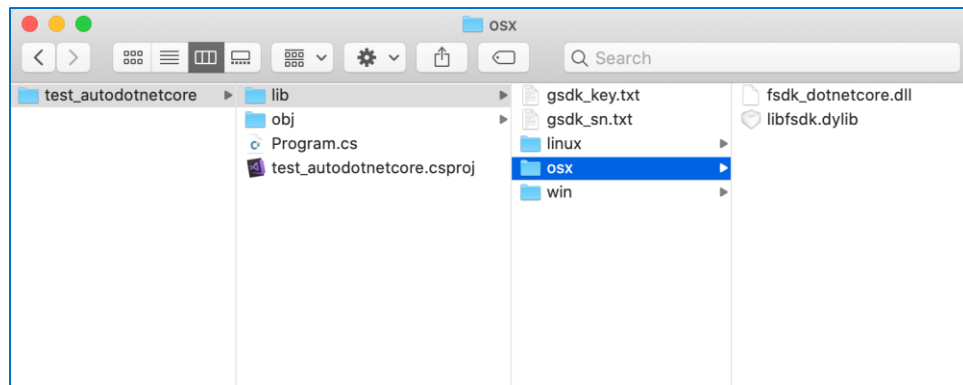 osx
Search
test_autodotnetcore
lib
obj
Program.cs
test_autodotnetcore.csproj
gsdk_key.txt
gsdk_sn.txt
linux
osx
win
fsdk_dotnetcore.dll
libfsdk.dylib